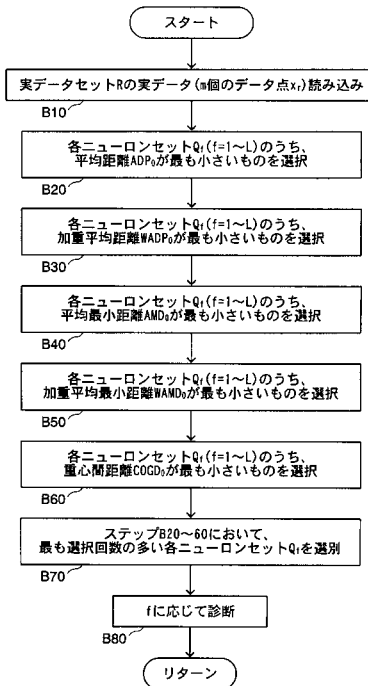 スタート
実データセットRの実データ(m個のデータ点xr)読み込み
B10
各ニューロンセットQf(f=1~L)のうち、
平均距離ADP0が最も小さいものを選択
B20
各ニューロンセットQf(f=1~L)のうち、
加重平均距離WADP0が最も小さいものを選択
B30
各ニューロンセットQf(f=1~L)のうち、
平均最小距離AMD0が最も小さいものを選択
B40
各ニューロンセットQf(f=1~L)のうち、
加重平均最小距離WAMD0が最も小さいものを選択
B50
各ニューロンセットQf(f=1~L)のうち、
重心間距離COGD0が最も小さいものを選択
B60
ステップB20~60において、
最も選択回数の多い各ニューロンセットQfを選別
B70
fに応じて診断
B80
リターン